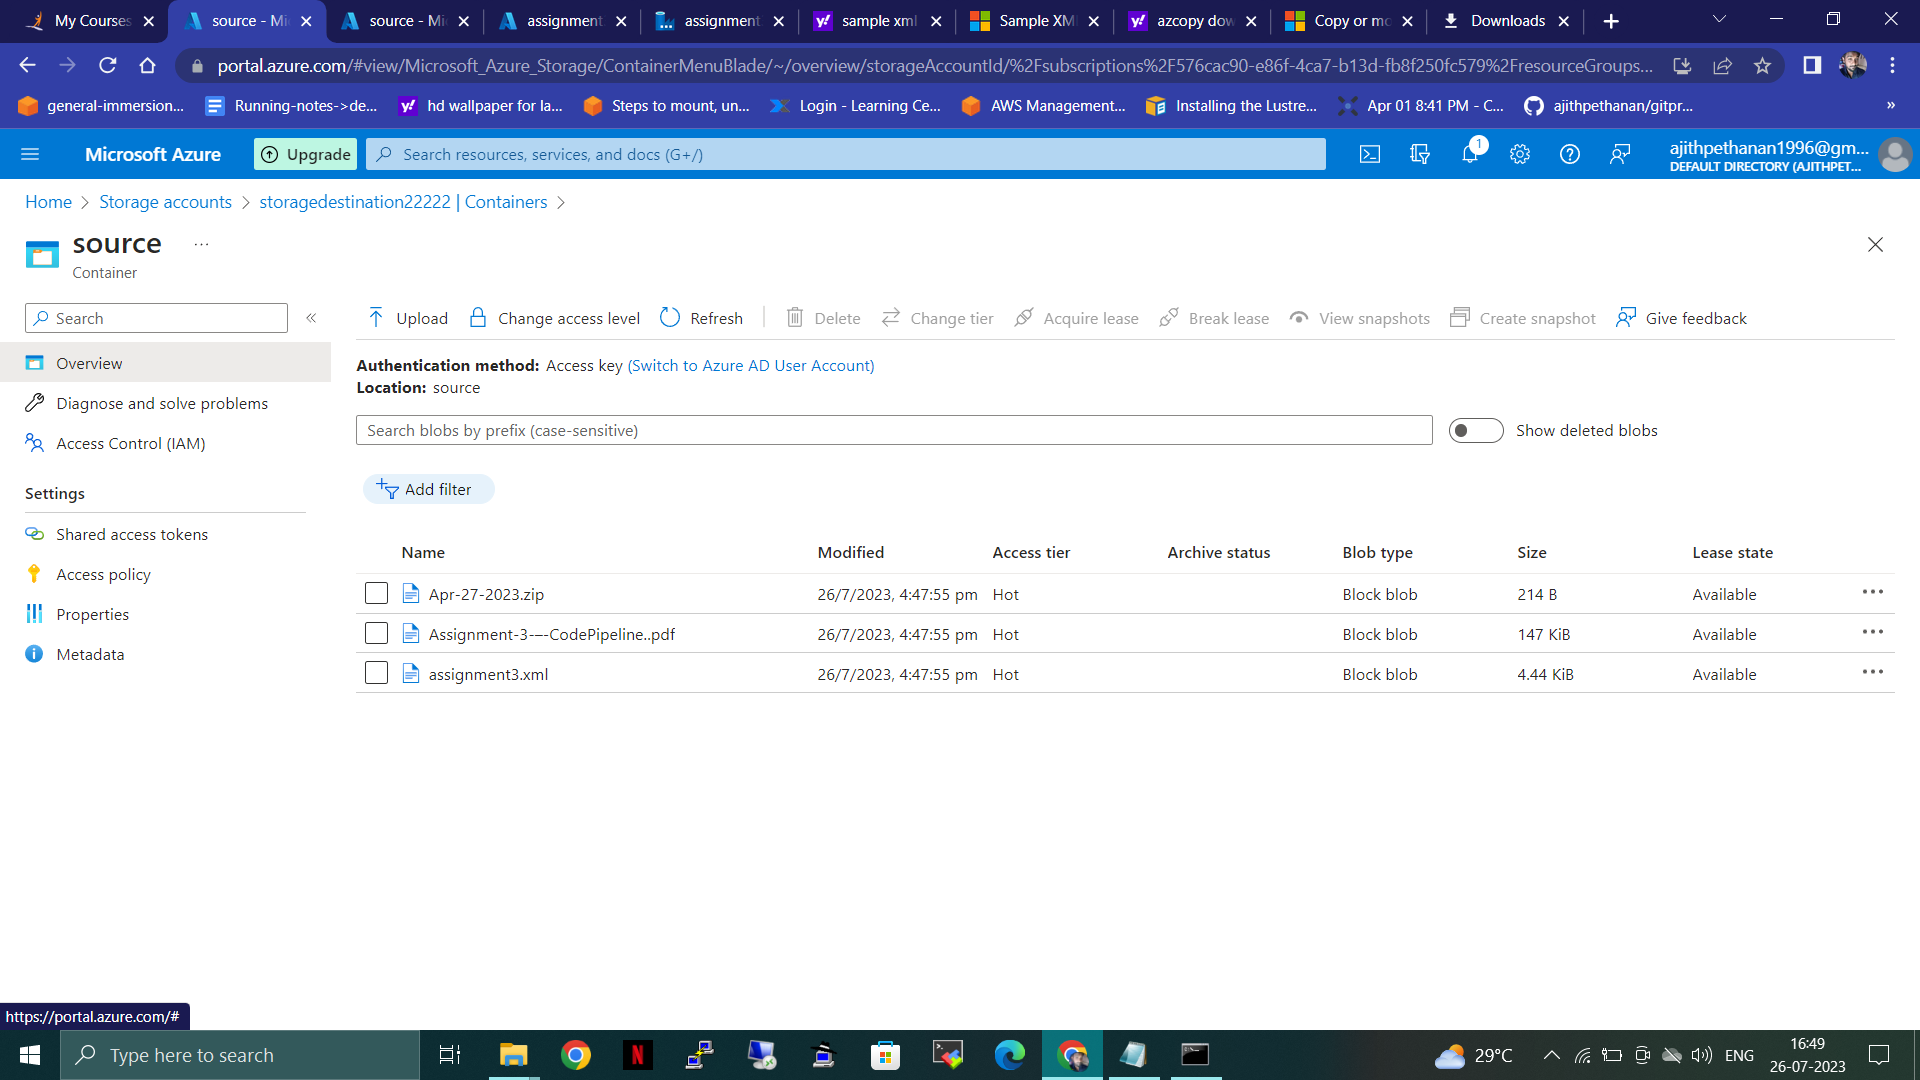 My Courses
source - Mi
source - Mi
assignment
assignment
sample xml
Sample XM
azcopy dow
Copy or mo
Downloads
portal.azure.com/#view/Microsoft_Azure_Storage/ContainerMenuBlade/~/overview/storageAccountId/%2Fsubscriptions%2F576cac90-e86f-4ca7-b13d-fb8f250fc579%2FresourceGroups...
general-immersion...
Running-notes->de...
hd wallpaper for la...
Steps to mount, un...
Login - Learning Ce...
AWS Management...
Installing the Lustre...
Apr 01 8:41 PM - C...
ajithpethanan/gitpr...
»
Microsoft Azure
Upgrade
Search resources, services, and docs (G+/)
1
ajithpethanan1996@gm...
DEFAULT DIRECTORY (AJITHPET...
Home > Storage accounts > storagedestination22222 | Containers >
source ...
Container
Search
«
Upload
Change access level
Refresh
Delete
Change tier
Acquire lease
Break lease
View snapshots
Create snapshot
Give feedback
Overview
Diagnose and solve problems
Access Control (IAM)
Settings
Shared access tokens
Access policy
Properties
Metadata
Authentication method: Access key (Switch to Azure AD User Account)
Location: source
Search blobs by prefix (case-sensitive)
Show deleted blobs
Add filter
Name Modified Access tier Archive status Blob type Size Lease state
Apr-27-2023.zip 26/7/2023, 4:47:55 pm Hot Block blob 214 B Available ...
Assignment-3-–-CodePipeline..pdf 26/7/2023, 4:47:55 pm Hot Block blob 147 KiB Available ...
assignment3.xml 26/7/2023, 4:47:55 pm Hot Block blob 4.44 KiB Available ...
https://portal.azure.com/#
Type here to search
29°C
ENG
16:49
26-07-2023